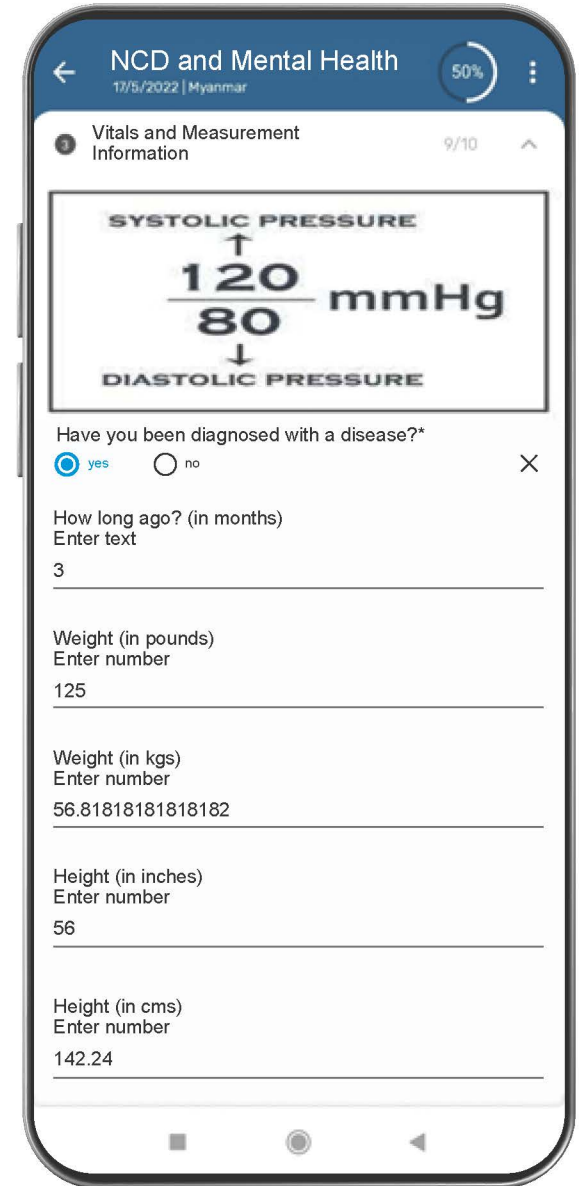 NCD and Mental Health
17/5/2022 | Myanmar
50%
3 Vitals and Measurement
Information
9/10
SYSTOLIC PRESSURE
120
80
mmHg
DIASTOLIC PRESSURE
Have you been diagnosed with a disease?*
yes no
How long ago? (in months)
Enter text
3
Weight (in pounds)
Enter number
125
Weight (in kgs)
Enter number
56.81818181818182
Height (in inches)
Enter number
56
Height (in cms)
Enter number
142.24